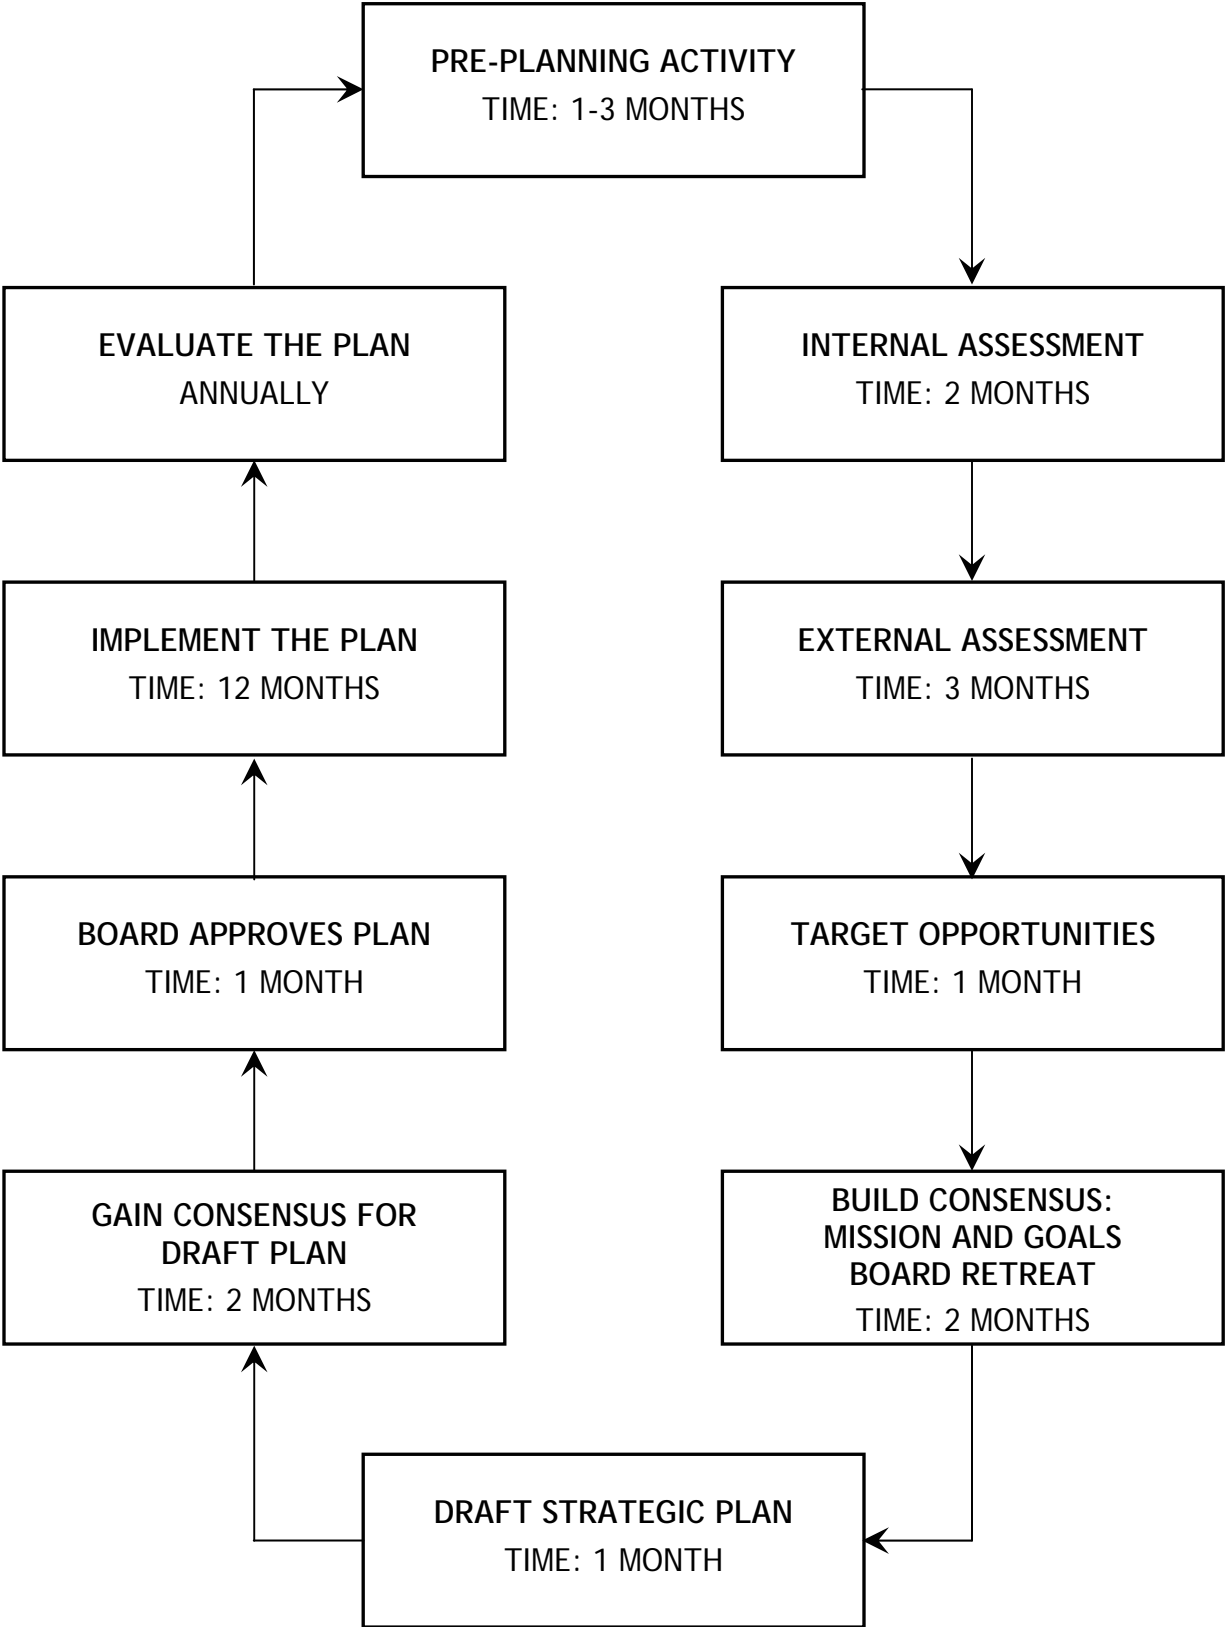 PRE-PLANNING ACTIVITY
TIME: 1-3 MONTHS
INTERNAL ASSESSMENT
TIME: 2 MONTHS
EXTERNAL ASSESSMENT
TIME: 3 MONTHS
TARGET OPPORTUNITIES
TIME: 1 MONTH
BUILD CONSENSUS:
MISSION AND GOALS
BOARD RETREAT
TIME: 2 MONTHS
DRAFT STRATEGIC PLAN
TIME: 1 MONTH
GAIN CONSENSUS FOR
DRAFT PLAN
TIME: 2 MONTHS
BOARD APPROVES PLAN
TIME: 1 MONTH
IMPLEMENT THE PLAN
TIME: 12 MONTHS
EVALUATE THE PLAN
ANNUALLY